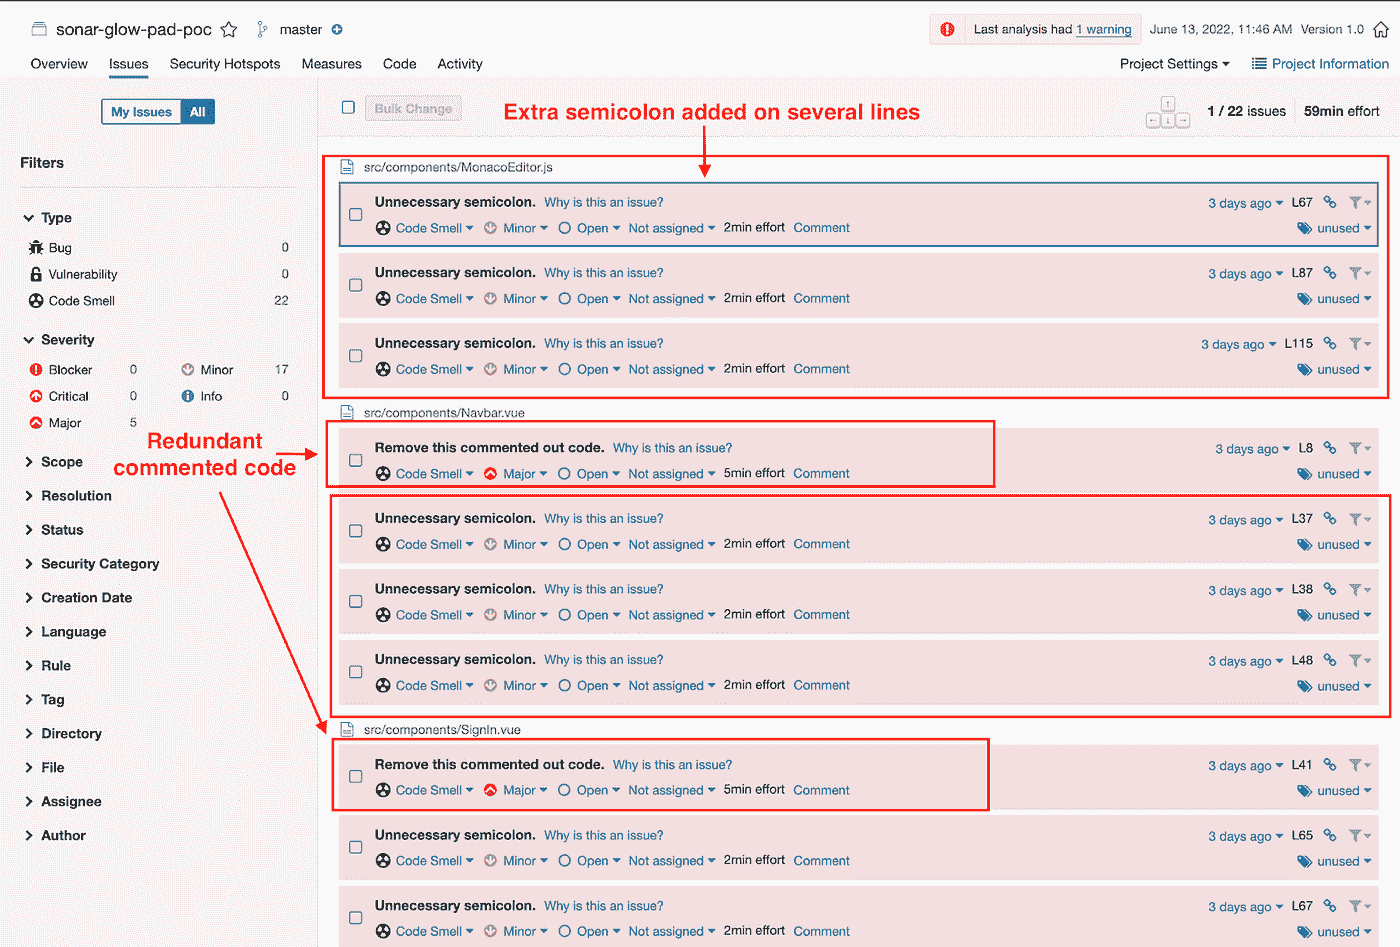 sonar-glow-pad-poc master Last analysis had 1 warning June 13, 2022, 11:46 AM Version 1.0
Overview Issues Security Hotspots Measures Code Activity Project Settings Project Information
My Issues All
Bulk Change
Extra semicolon added on several lines
1 / 22 issues 59min effort
Filters
Type
Bug 0
Vulnerability 0
Code Smell 22
Severity
Blocker 0 Minor 17
Critical 0 Info 0
Major 5
Redundant
commented code
Scope
Resolution
Status
Security Category
Creation Date
Language
Rule
Tag
Directory
File
Assignee
Author
src/components/MonacoEditor.js
Unnecessary semicolon. Why is this an issue? 3 days ago L67
Code Smell Minor Open Not assigned 2min effort Comment unused
Unnecessary semicolon. Why is this an issue? 3 days ago L87
Code Smell Minor Open Not assigned 2min effort Comment unused
Unnecessary semicolon. Why is this an issue? 3 days ago L115
Code Smell Minor Open Not assigned 2min effort Comment unused
src/components/Navbar.vue
Remove this commented out code. Why is this an issue? 3 days ago L8
Code Smell Major Open Not assigned 5min effort Comment unused
Unnecessary semicolon. Why is this an issue? 3 days ago L37
Code Smell Minor Open Not assigned 2min effort Comment unused
Unnecessary semicolon. Why is this an issue? 3 days ago L38
Code Smell Minor Open Not assigned 2min effort Comment unused
Unnecessary semicolon. Why is this an issue? 3 days ago L48
Code Smell Minor Open Not assigned 2min effort Comment unused
src/components/SignIn.vue
Remove this commented out code. Why is this an issue? 3 days ago L41
Code Smell Major Open Not assigned 5min effort Comment unused
Unnecessary semicolon. Why is this an issue? 3 days ago L65
Code Smell Minor Open Not assigned 2min effort Comment unused
Unnecessary semicolon. Why is this an issue? 3 days ago L67
Code Smell Minor Open Not assigned 2min effort Comment unused